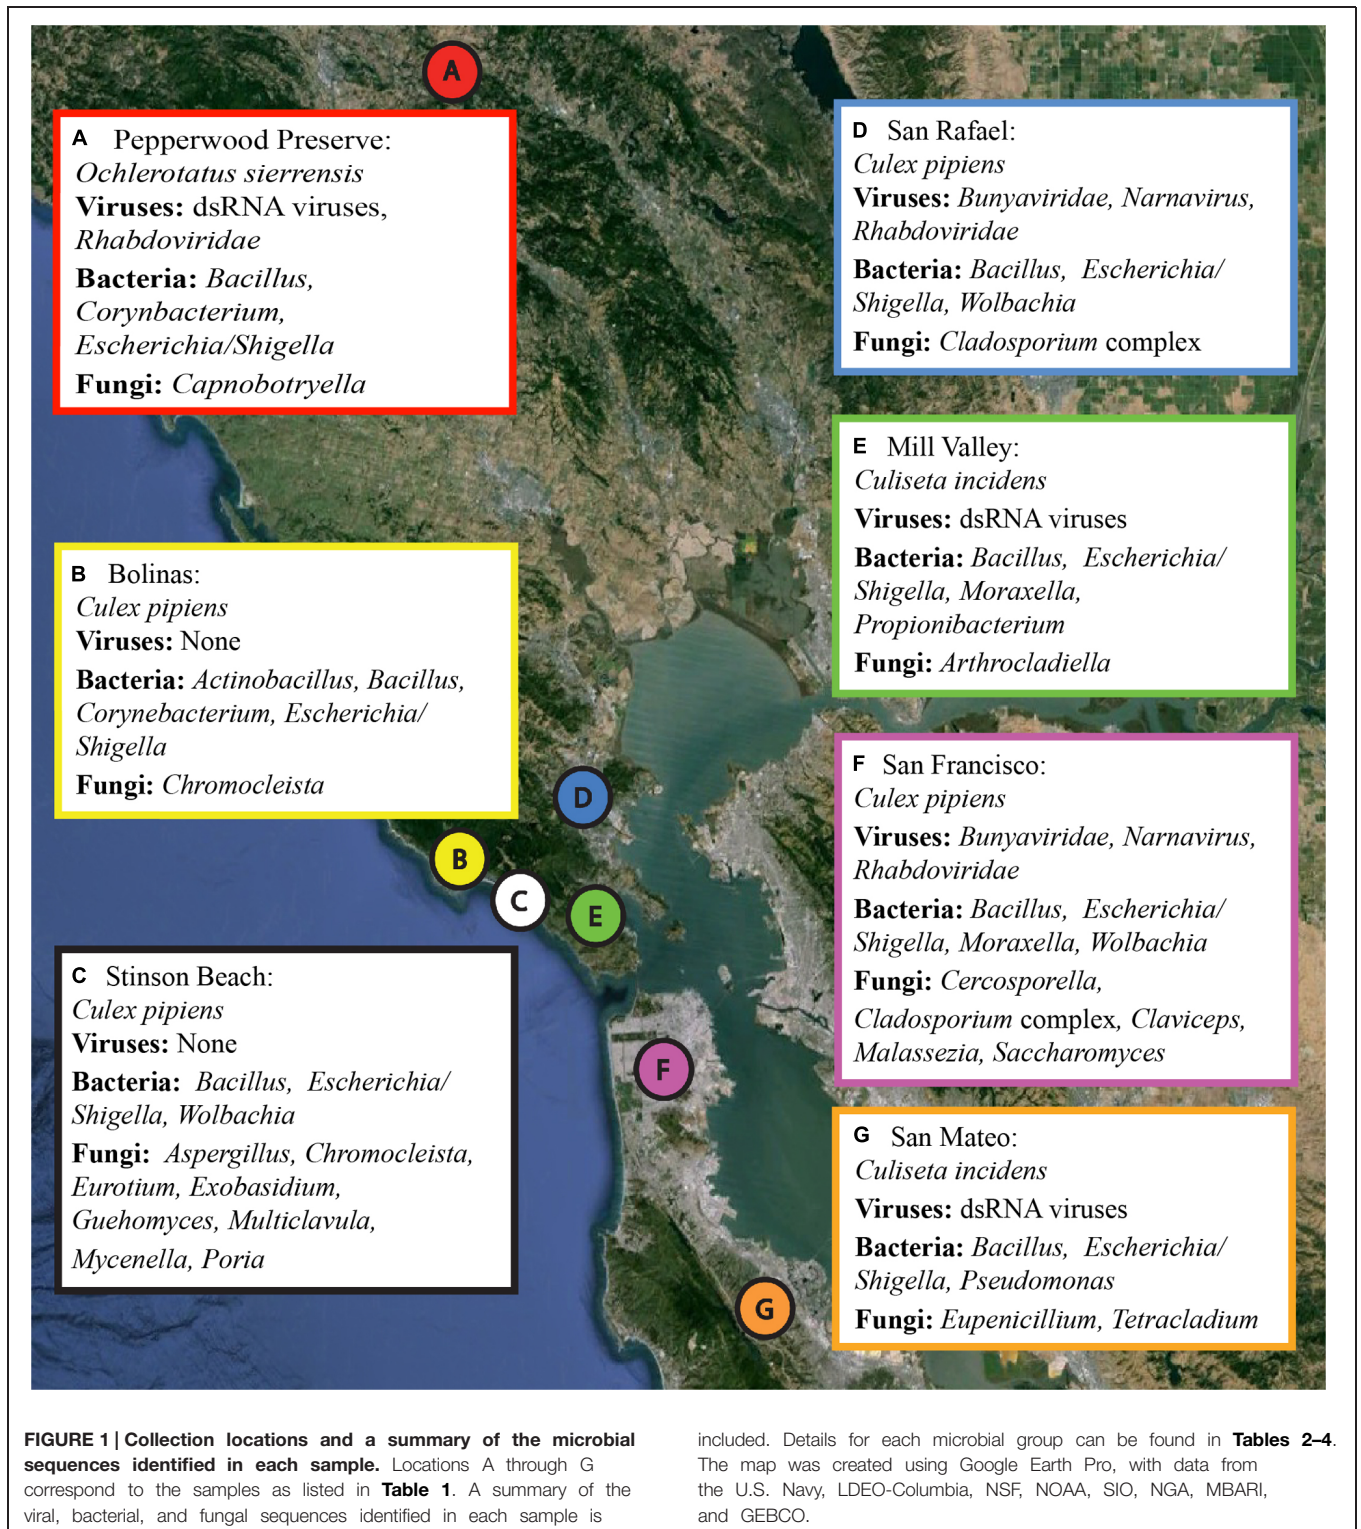 A
A Pepperwood Preserve:
Ochlerotatus sierrensis
Viruses: dsRNA viruses,
Rhabdoviridae
Bacteria: Bacillus,
Corynbacterium,
Escherichia/Shigella
Fungi: Capnobotryella
B Bolinas:
Culex pipiens
Viruses: None
Bacteria: Actinobacillus, Bacillus,
Corynebacterium, Escherichia/
Shigella
Fungi: Chromocleista
C Stinson Beach:
Culex pipiens
Viruses: None
Bacteria: Bacillus, Escherichia/
Shigella, Wolbachia
Fungi: Aspergillus, Chromocleista,
Eurotium, Exobasidium,
Guehomyces, Multiclavula,
Mycenella, Poria
D
B
C
E
F
G
D San Rafael:
Culex pipiens
Viruses: Bunyaviridae, Narnavirus,
Rhabdoviridae
Bacteria: Bacillus, Escherichia/
Shigella, Wolbachia
Fungi: Cladosporium complex
E Mill Valley:
Culiseta incidens
Viruses: dsRNA viruses
Bacteria: Bacillus, Escherichia/
Shigella, Moraxella,
Propionibacterium
Fungi: Arthrocladiella
F San Francisco:
Culex pipiens
Viruses: Bunyaviridae, Narnavirus,
Rhabdoviridae
Bacteria: Bacillus, Escherichia/
Shigella, Moraxella, Wolbachia
Fungi: Cercosporella,
Cladosporium complex, Claviceps,
Malassezia, Saccharomyces
G San Mateo:
Culiseta incidens
Viruses: dsRNA viruses
Bacteria: Bacillus, Escherichia/
Shigella, Pseudomonas
Fungi: Eupenicillium, Tetracladium
FIGURE 1 | Collection locations and a summary of the microbial
sequences identified in each sample. Locations A through G
correspond to the samples as listed in Table 1. A summary of the
viral, bacterial, and fungal sequences identified in each sample is
included. Details for each microbial group can be found in Tables 2–4.
The map was created using Google Earth Pro, with data from
the U.S. Navy, LDEO-Columbia, NSF, NOAA, SIO, NGA, MBARI,
and GEBCO.